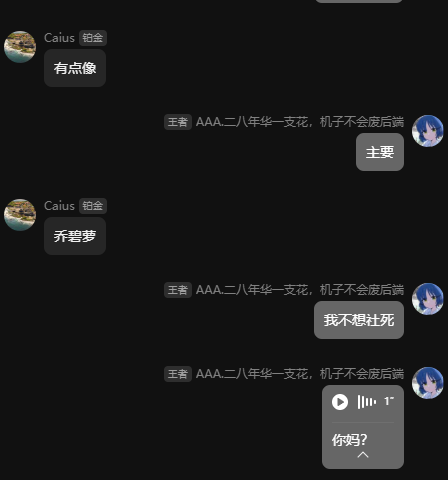 Caius 铂金
有点像
王者 AAA.二八年华一支花，机子不会废后端
主要
Caius 铂金
乔碧萝
王者 AAA.二八年华一支花，机子不会废后端
我不想社死
王者 AAA.二八年华一支花，机子不会废后端
1"
你妈?